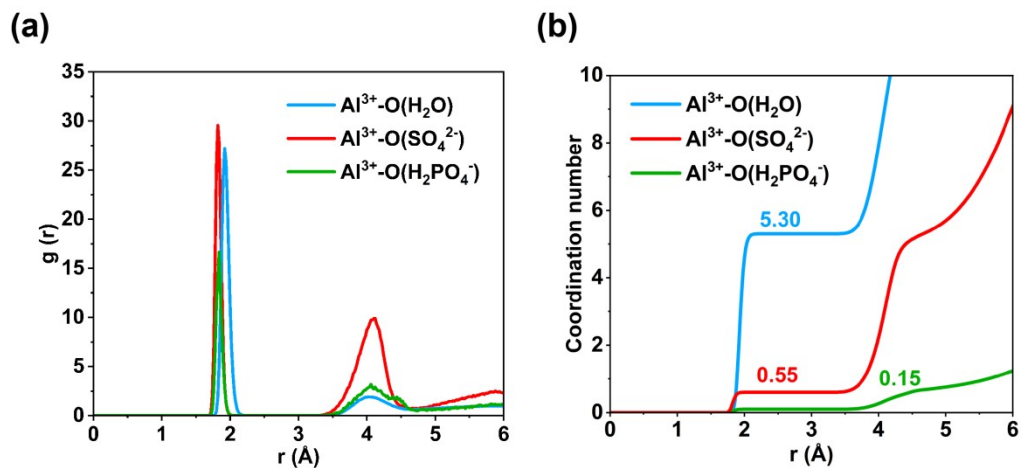 (a)
35
30
25
20
15
10
5
0
g (r)
Al³⁺-O(H₂O)
Al³⁺-O(SO₄²⁻)
Al³⁺-O(H₂PO₄⁻)
0 1 2 3 4 5 6
r (Å)
(b)
10
8
6
4
2
0
Coordination number
Al³⁺-O(H₂O)
Al³⁺-O(SO₄²⁻)
Al³⁺-O(H₂PO₄⁻)
5.30
0.55
0.15
0 1 2 3 4 5 6
r (Å)